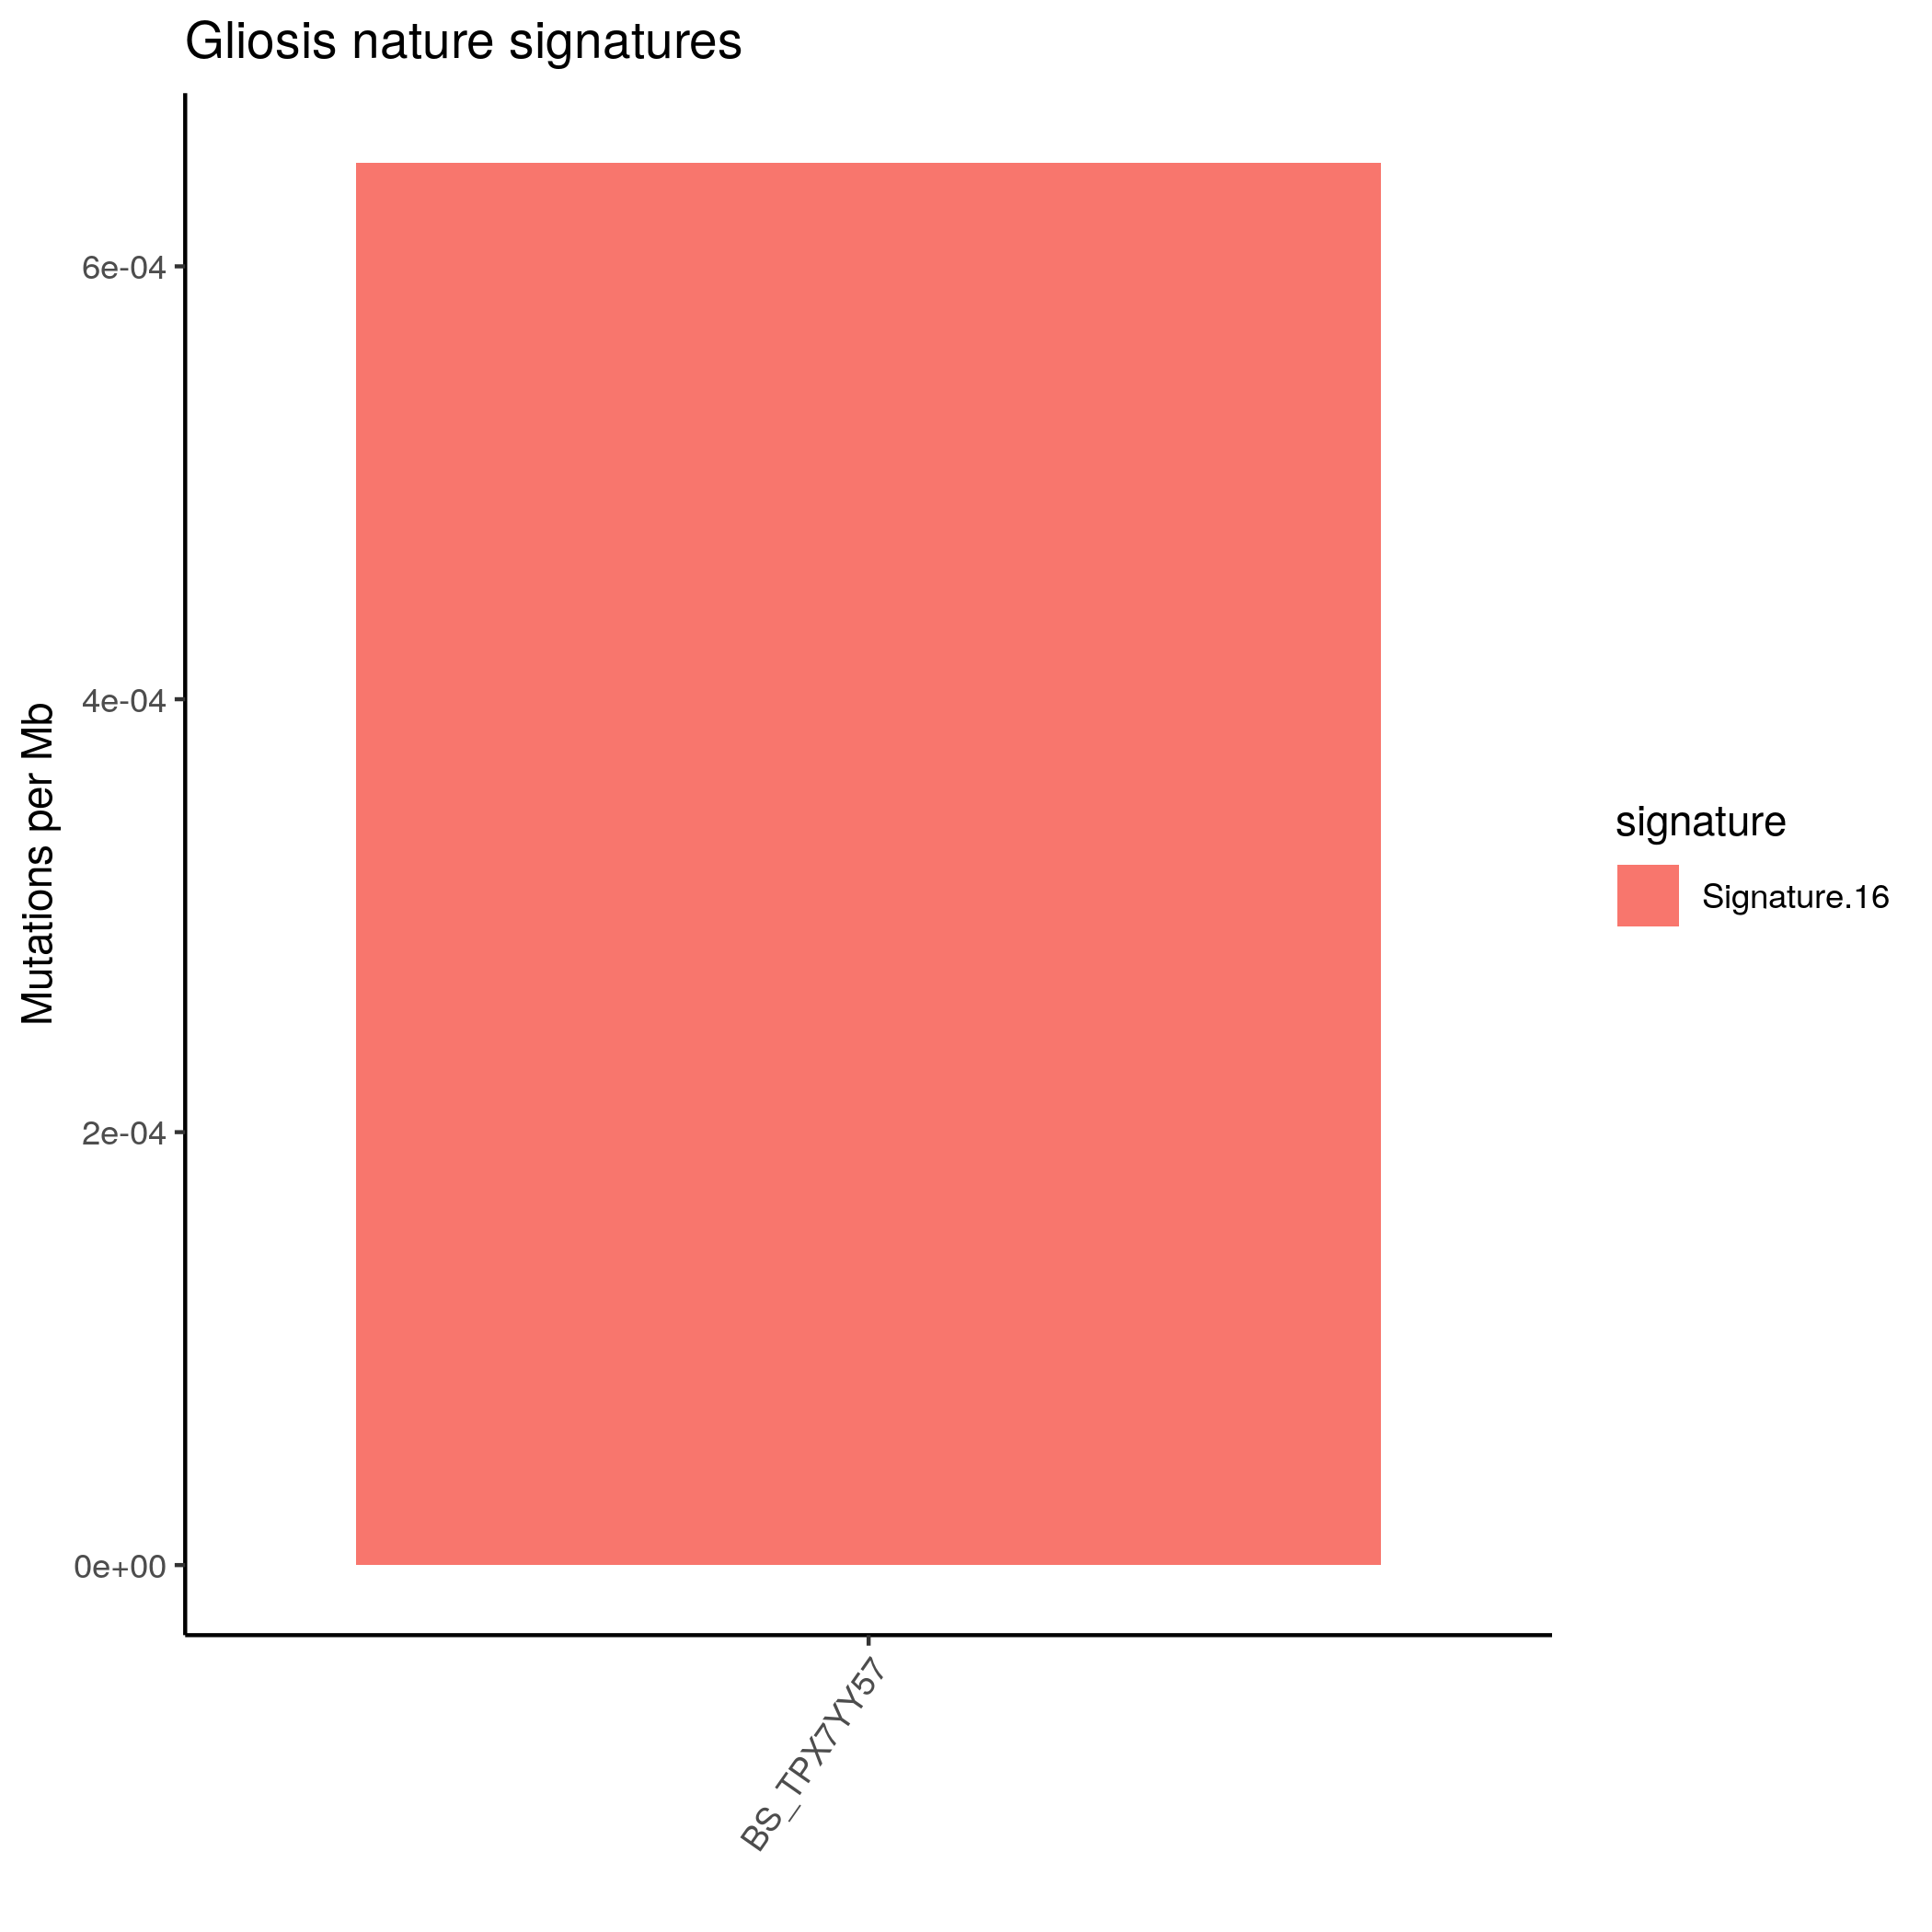 Gliosis nature signatures
Mutations per Mb
6e-04
4e-04
2e-04
0e+00
BS_TPX7YY57
signature
Signature.16